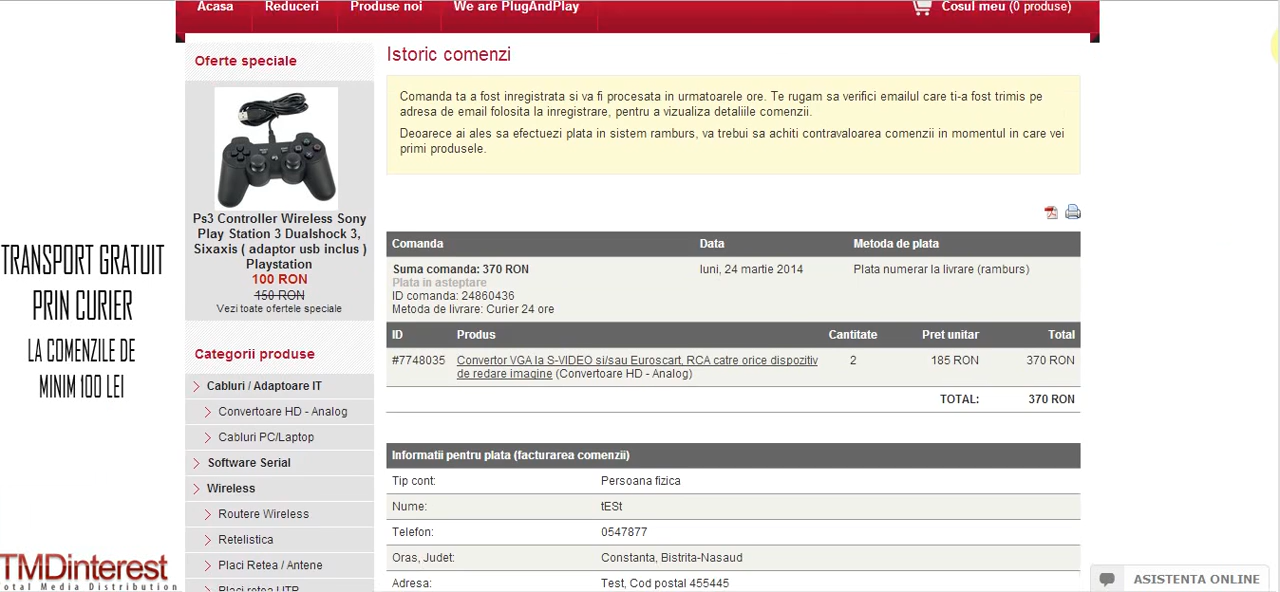 Acasa
Reduceri
Produse noi
We are PlugAndPlay
Cosul meu (0 produse)
TRANSPORT GRATUIT
PRIN CURIER
LA COMENZILE DE
MINIM 100 LEI
TMDinterest
otal Media Distribution
Oferte speciale
Ps3 Controller Wireless Sony
Play Station 3 Dualshock 3,
Sixaxis ( adaptor usb inclus )
Playstation
100 RON
150 RON
Vezi toate ofertele speciale
Categorii produse
Cabluri / Adaptoare IT
Convertoare HD - Analog
Cabluri PC/Laptop
Software Serial
Wireless
Routere Wireless
Retelistica
Placi Retea / Antene
Placi retea UTP
Istoric comenzi
Comanda ta a fost inregistrata si va fi procesata in urmatoarele ore. Te rugam sa verifici emailul care ti-a fost trimis pe
adresa de email folosita la inregistrare, pentru a vizualiza detaliile comenzii.
Deoarece ai ales sa efectuezi plata in sistem ramburs, va trebui sa achiti contravaloarea comenzii in momentul in care vei
primi produsele.
Comanda Data Metoda de plata
Suma comanda: 370 RON luni, 24 martie 2014 Plata numerar la livrare (ramburs)
Plata in asteptare
ID comanda: 24860436
Metoda de livrare: Curier 24 ore
ID Produs Cantitate Pret unitar Total
#7748035 Convertor VGA la S-VIDEO si/sau Euroscart, RCA catre orice dispozitiv 2 185 RON 370 RON
de redare imagine (Convertoare HD - Analog)
TOTAL: 370 RON
Informatii pentru plata (facturarea comenzii)
Tip cont: Persoana fizica
Nume: tESt
Telefon: 0547877
Oras, Judet: Constanta, Bistrita-Nasaud
Adresa: Test, Cod postal 455445
ASISTENTA ONLINE